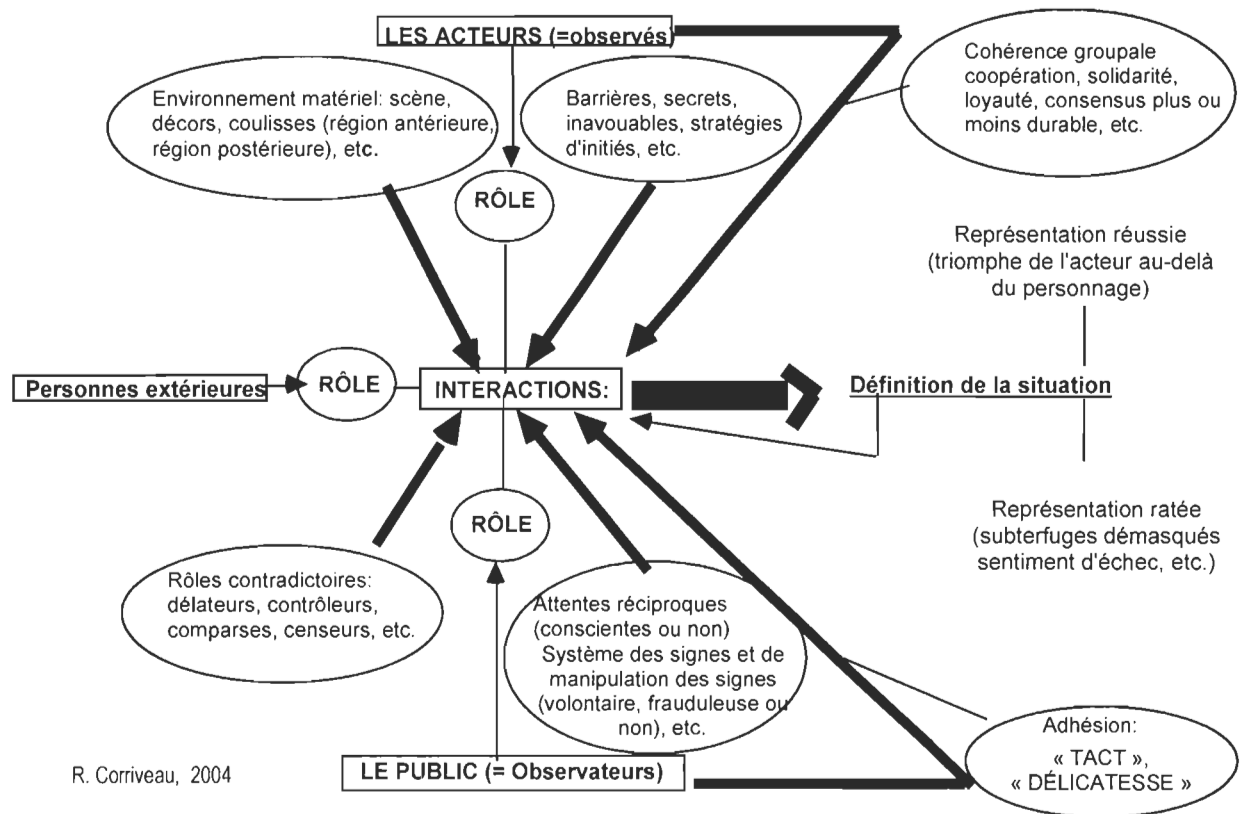 LES ACTEURS (=observés)
Environnement matériel: scène,
décors, coulisses (région antérieure,
région postérieure), etc.
Barrières, secrets,
inavouables, stratégies
d'initiés, etc.
Cohérence groupale
coopération, solidarité,
loyauté, consensus plus ou
moins durable, etc.
RÔLE
Représentation réussie
(triomphe de l'acteur au-delà
du personnage)
Personnes extérieures
RÔLE
INTERACTIONS:
Définition de la situation
RÔLE
Représentation ratée
(subterfuges démasqués
sentiment d'échec, etc.)
Rôles contradictoires:
délateurs, contrôleurs,
comparses, censeurs, etc.
Attentes réciproques
(conscientes ou non)
Système des signes et de
manipulation des signes
(volontaire, frauduleuse ou
non), etc.
Adhésion:
« TACT »,
« DÉLICATESSE »
R. Corriveau, 2004
LE PUBLIC (= Observateurs)